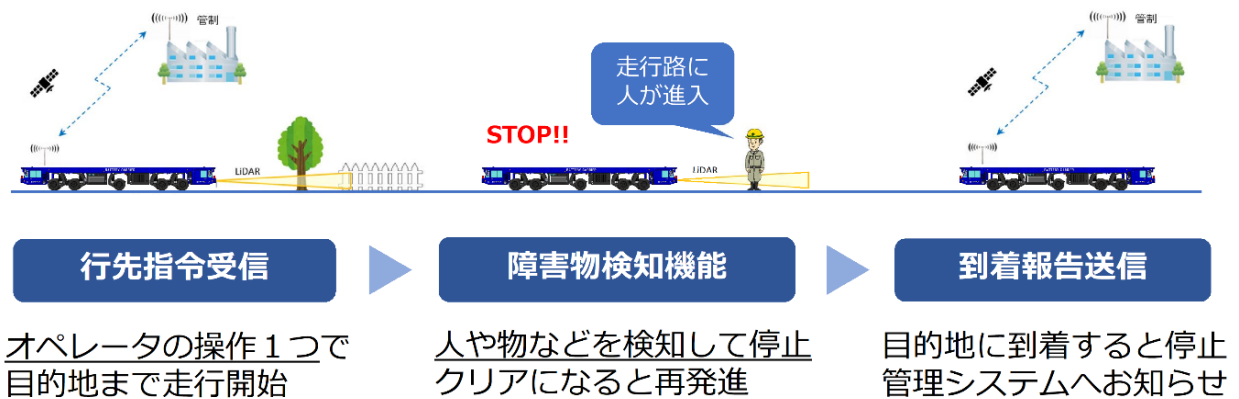 管制
LiDAR
行先指令受信
オペレータの操作1つで
目的地まで走行開始
走行路に
人が進入
STOP!!
LiDAR
障害物検知機能
人や物などを検知して停止
クリアになると再発進
管制
到着報告送信
目的地に到着すると停止
管理システムへお知らせ